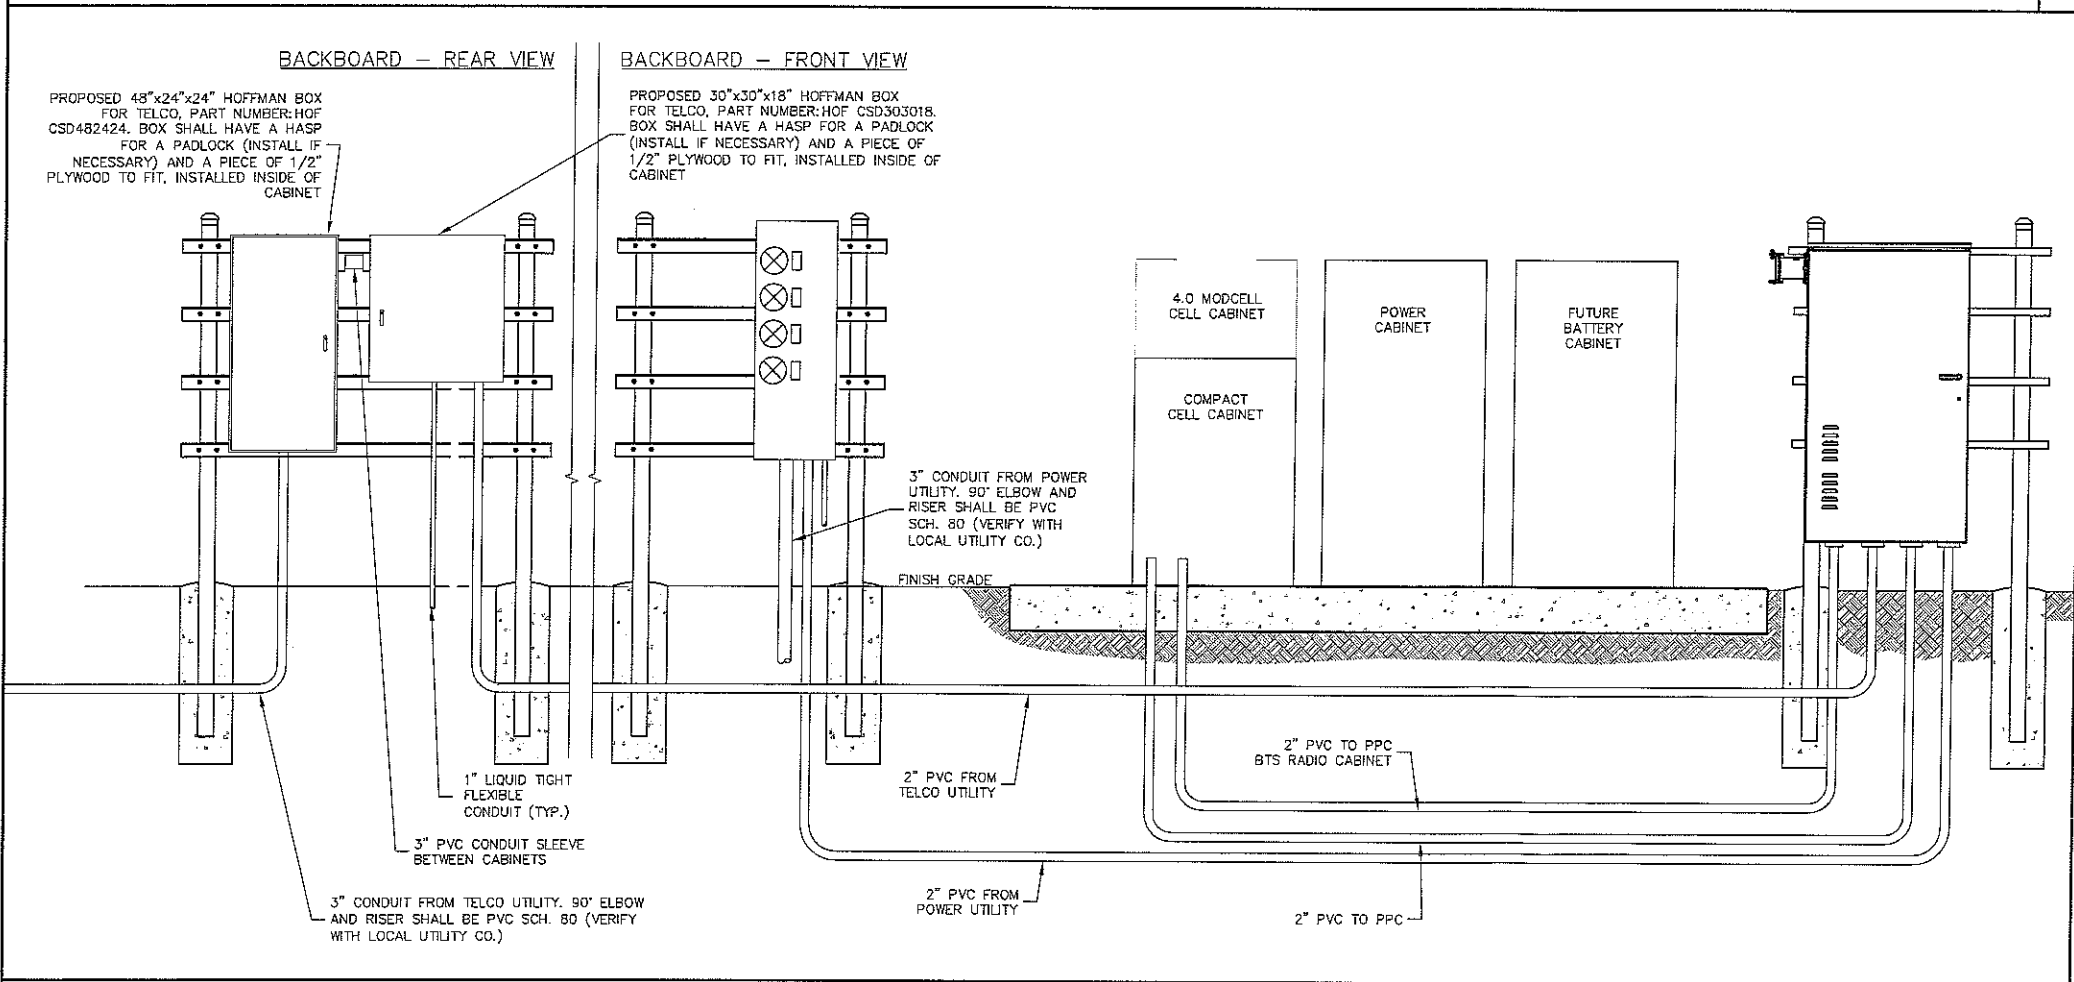 BACKBOARD – REAR VIEW
PROPOSED 48"x24"x24" HOFFMAN BOX
FOR TELCO, PART NUMBER:HOF
CSD482424. BOX SHALL HAVE A HASP
FOR A PADLOCK (INSTALL IF
NECESSARY) AND A PIECE OF 1/2"
PLYWOOD TO FIT, INSTALLED INSIDE OF
CABINET
BACKBOARD – FRONT VIEW
PROPOSED 30"x30"x18" HOFFMAN BOX
FOR TELCO, PART NUMBER:HOF CSD303018.
BOX SHALL HAVE A HASP FOR A PADLOCK
(INSTALL IF NECESSARY) AND A PIECE OF
1/2" PLYWOOD TO FIT, INSTALLED INSIDE OF
CABINET
4.0 MODCELL
CELL CABINET
COMPACT
CELL CABINET
POWER
CABINET
FUTURE
BATTERY
CABINET
3" CONDUIT FROM POWER
UTILITY. 90° ELBOW AND
RISER SHALL BE PVC
SCH. 80 (VERIFY WITH
LOCAL UTILITY CO.)
FINISH GRADE
1" LIQUID TIGHT
FLEXIBLE
CONDUIT (TYP.)
3" PVC CONDUIT SLEEVE
BETWEEN CABINETS
3" CONDUIT FROM TELCO UTILITY. 90° ELBOW
AND RISER SHALL BE PVC SCH. 80 (VERIFY
WITH LOCAL UTILITY CO.)
2" PVC FROM
TELCO UTILITY
2" PVC TO PPC
BTS RADIO CABINET
2" PVC FROM
POWER UTILITY
2" PVC TO PPC